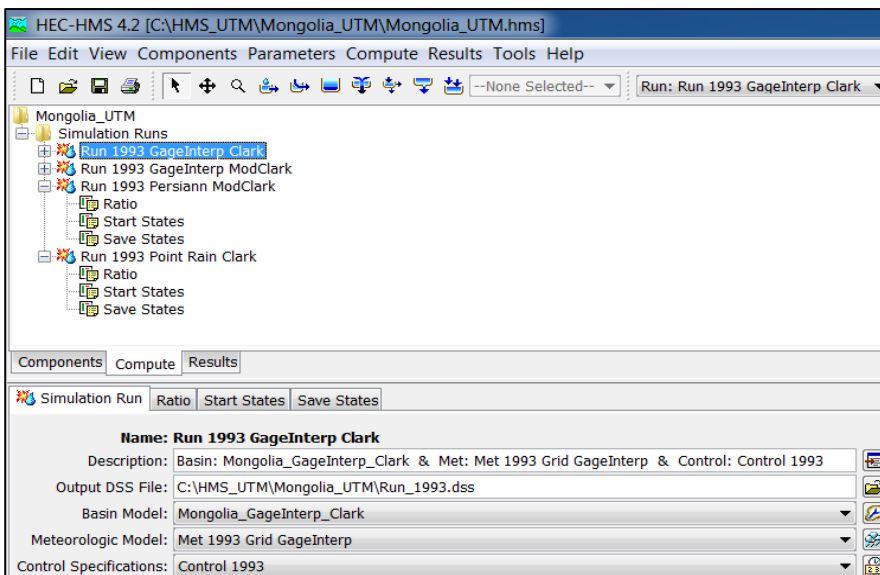 HEC-HMS 4.2 [C:\HMS_UTM\Mongolia_UTM\Mongolia_UTM.hms]
File Edit View Components Parameters Compute Results Tools Help
--None Selected-- Run: Run 1993 GageInterp Clark
Mongolia_UTM
Simulation Runs
Run 1993 GageInterp Clark
Run 1993 GageInterp ModClark
Run 1993 Persiann ModClark
Ratio
Start States
Save States
Run 1993 Point Rain Clark
Ratio
Start States
Save States
Components Compute Results
Simulation Run Ratio Start States Save States
Name: Run 1993 GageInterp Clark
Description: Basin: Mongolia_GageInterp_Clark & Met: Met 1993 Grid GageInterp & Control: Control 1993
Output DSS File: C:\HMS_UTM\Mongolia_UTM\Run_1993.dss
Basin Model: Mongolia_GageInterp_Clark
Meteorologic Model: Met 1993 Grid GageInterp
Control Specifications: Control 1993